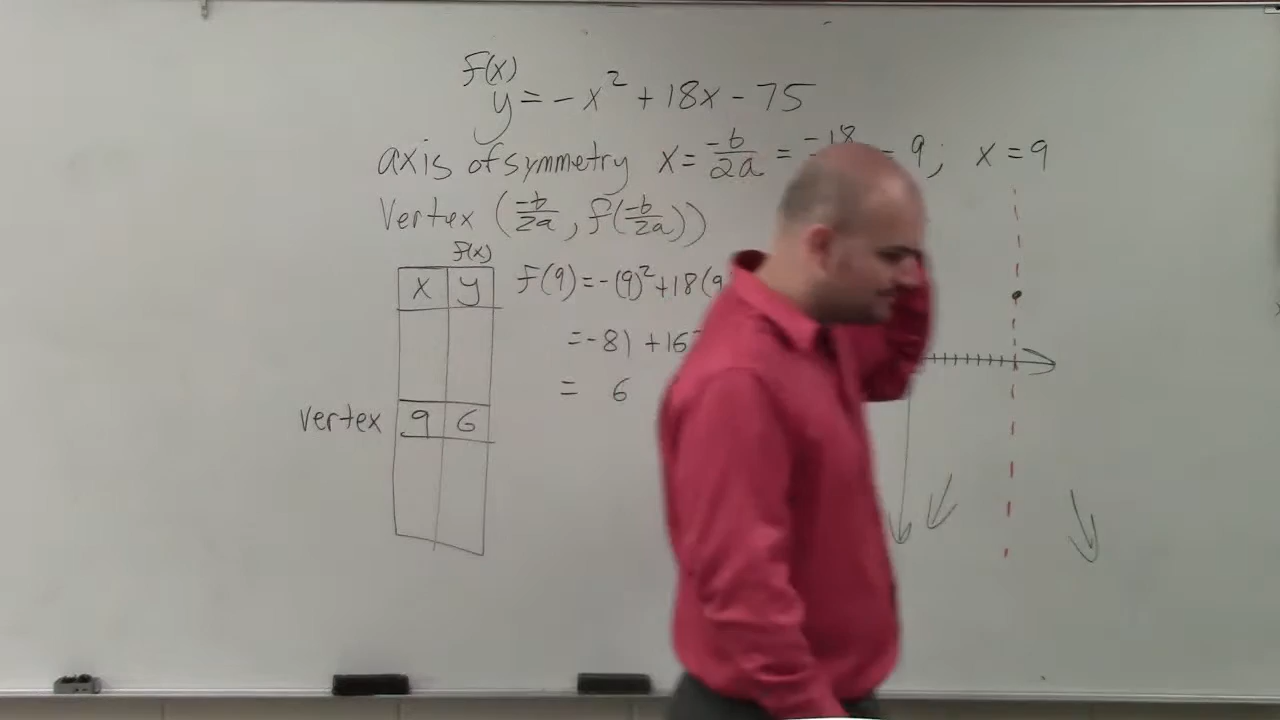 f(x)
y = -x² + 18x - 75
axis of symmetry x = -b/2a = -18 = 9; x = 9
Vertex (-b/2a, f(-b/2a))
f(x)
x y f(9) = -(9)² + 18(9
= -81 + 16
= 6
vertex 9 6